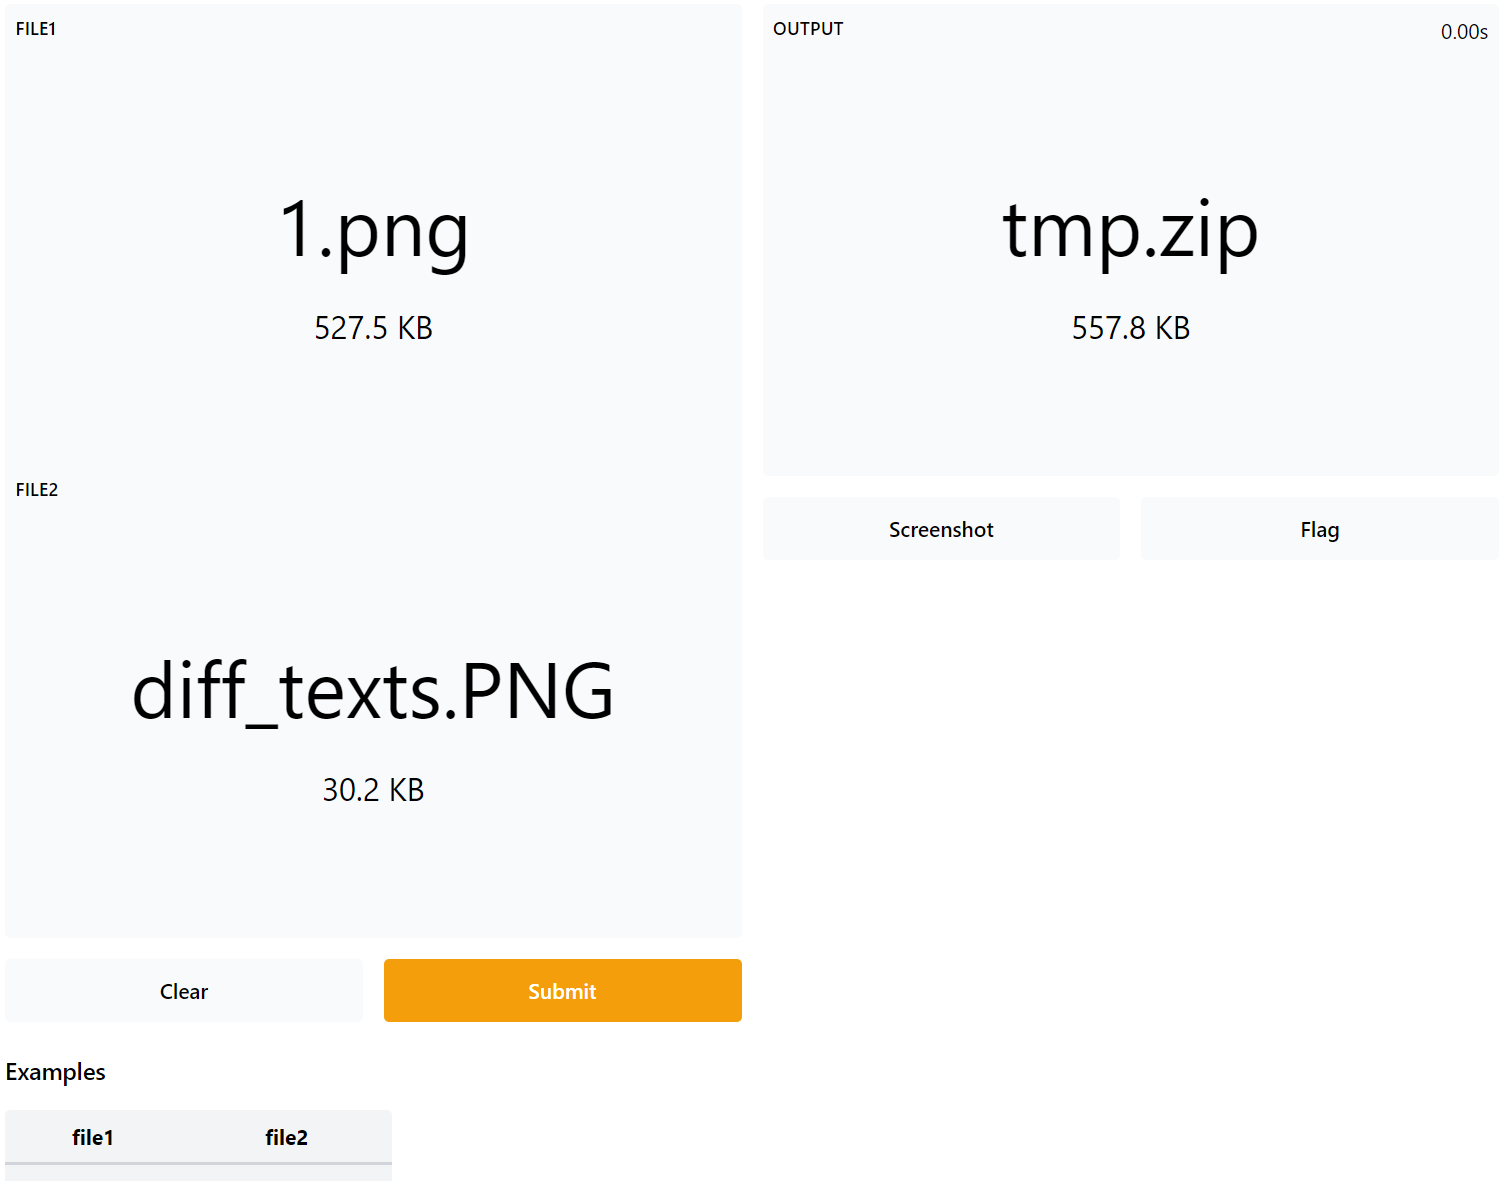 FILE1
1.png
527.5 KB
FILE2
diff_texts.PNG
30.2 KB
Clear
Submit
Examples
file1
file2
OUTPUT
0.00s
tmp.zip
557.8 KB
Screenshot
Flag